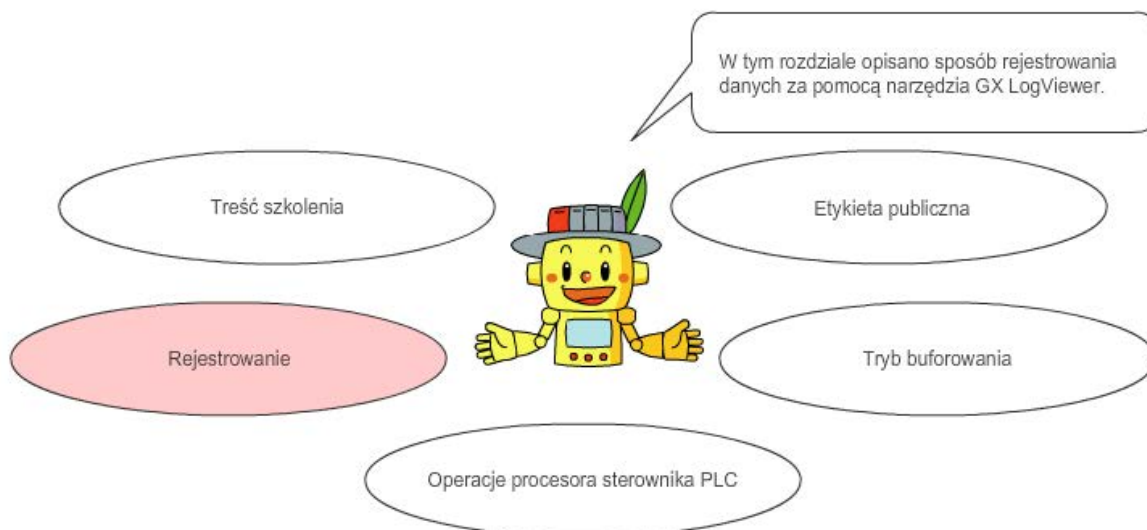 W tym rozdziale opisano sposób rejestrowania
danych za pomocą narzędzia GX LogViewer.
Treść szkolenia
Etykieta publiczna
Rejestrowanie
Tryb buforowania
Operacje procesora sterownika PLC